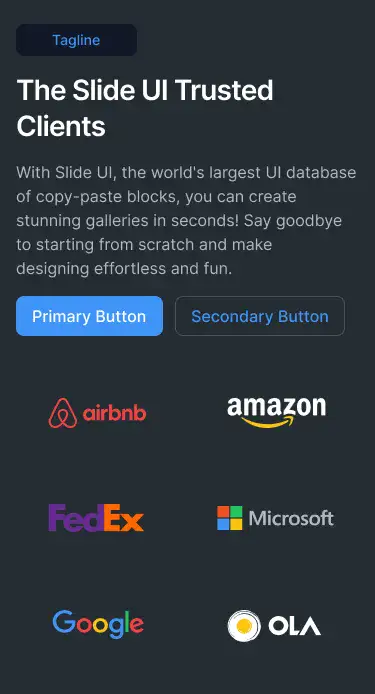 Tagline
The Slide UI Trusted
Clients
With Slide UI, the world's largest UI database
of copy-paste blocks, you can create
stunning galleries in seconds! Say goodbye
to starting from scratch and make
designing effortless and fun.
Primary Button Secondary Button
airbnb amazon
FedEx Microsoft
Google OLA